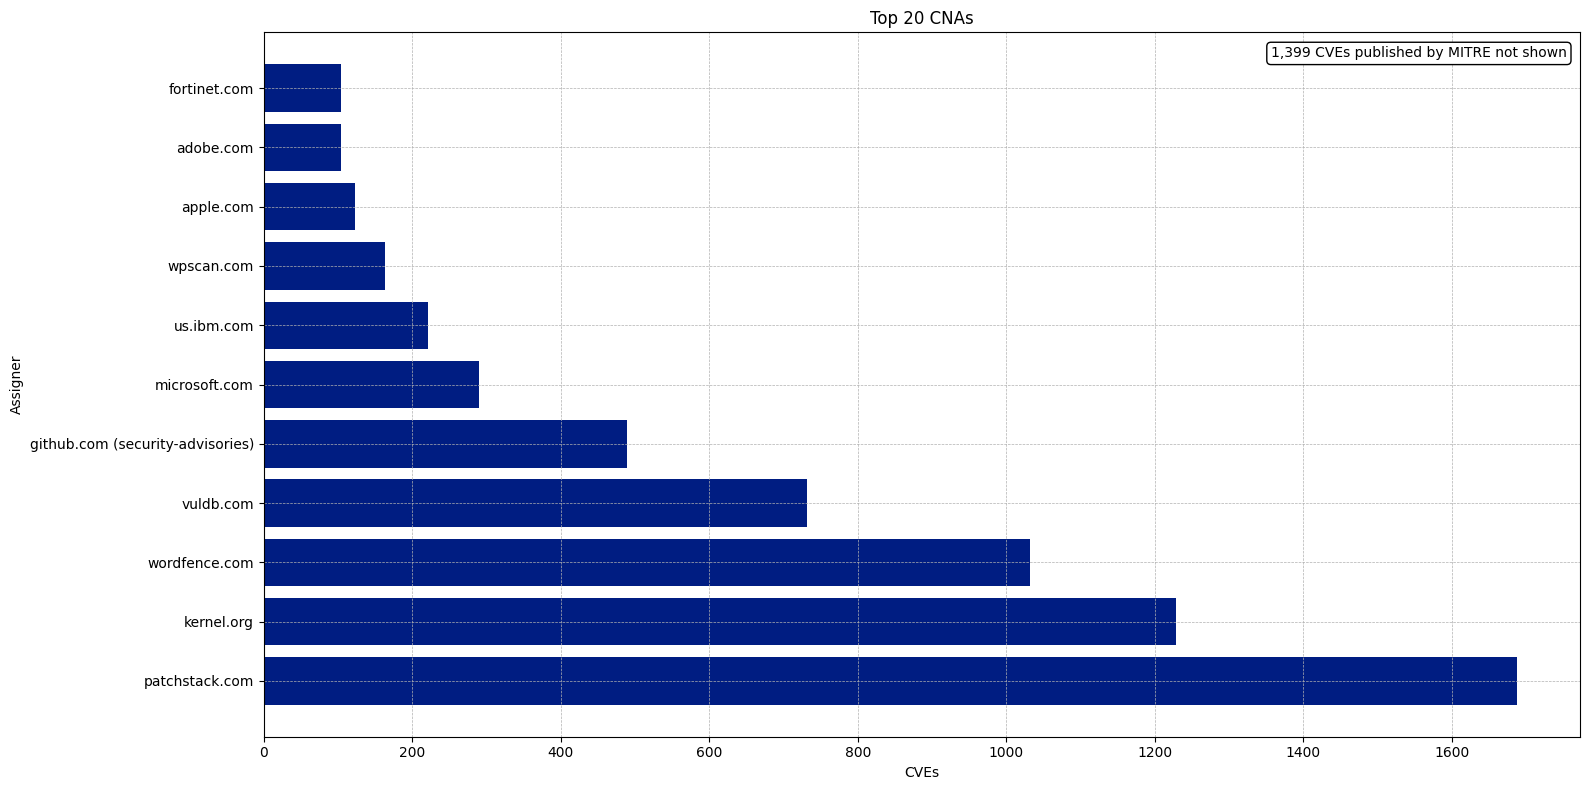 Top 20 CNAs
1,399 CVEs published by MITRE not shown
fortinet.com
adobe.com
apple.com
wpscan.com
us.ibm.com
microsoft.com
github.com (security-advisories)
vuldb.com
wordfence.com
kernel.org
patchstack.com
Assigner
0 200 400 600 800 1000 1200 1400 1600
CVEs